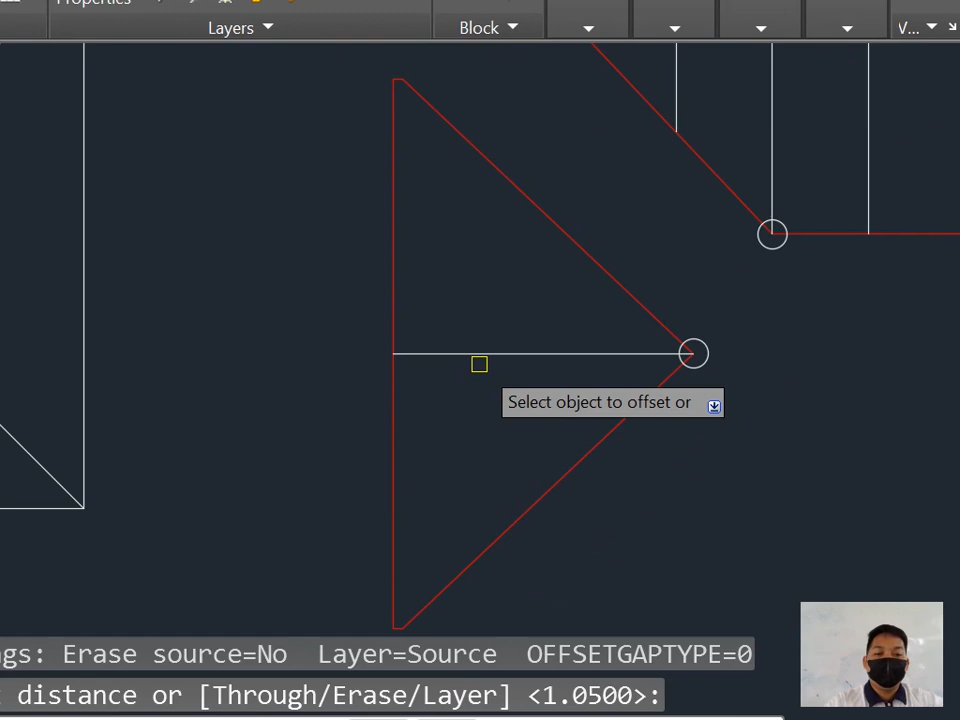 Properties
Layers
Block
V...
Select object to offset or
ngs: Erase source=No Layer=Source OFFSETGAPTYPE=0
t distance or [Through/Erase/Layer] <1.0500>: